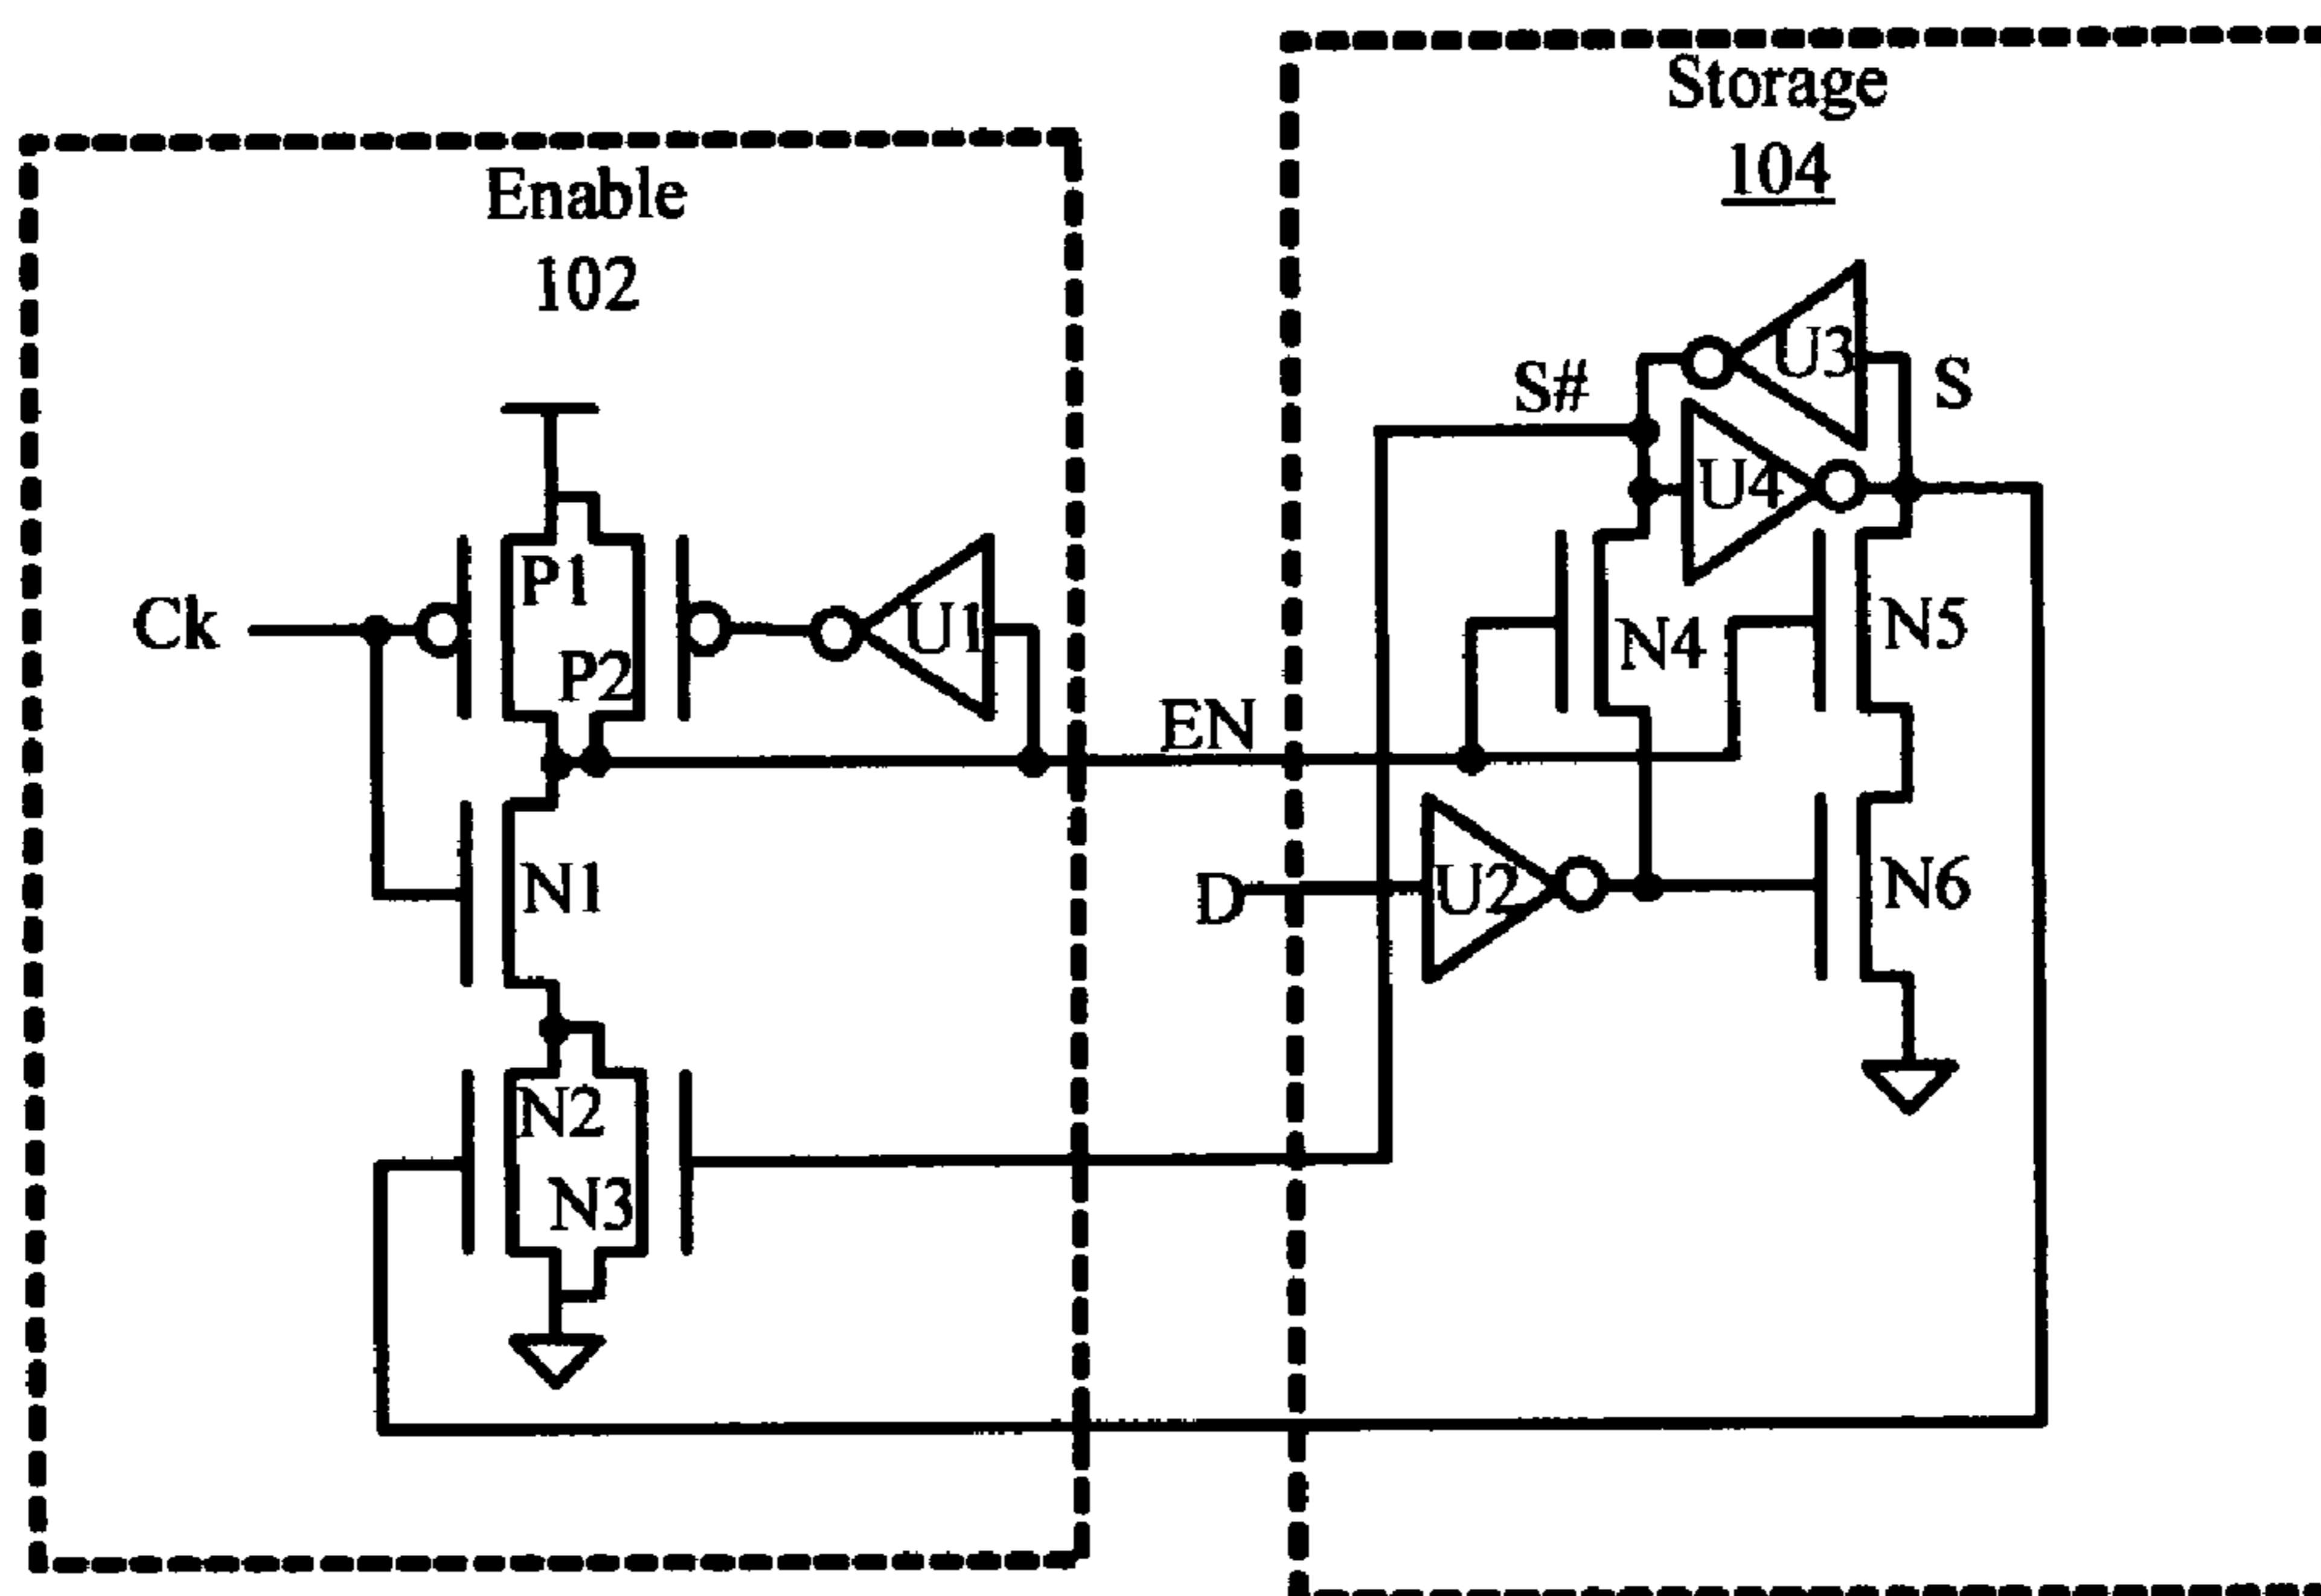 Storage
104
Enable
102
U3
S#
S
U4
P1
Ck
U1
N5
N4
P2
EN
N1
D
U2
N6
N2
N3